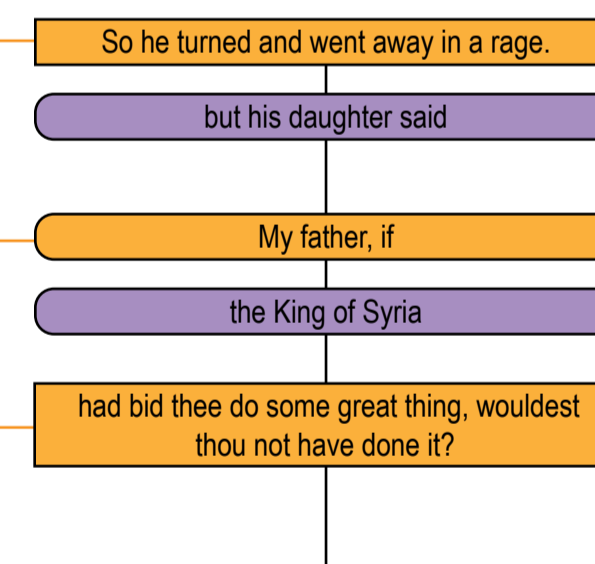 So he turned and went away in a rage.
but his daughter said
My father, if
the King of Syria
had bid thee do some great thing, wouldest
thou not have done it?